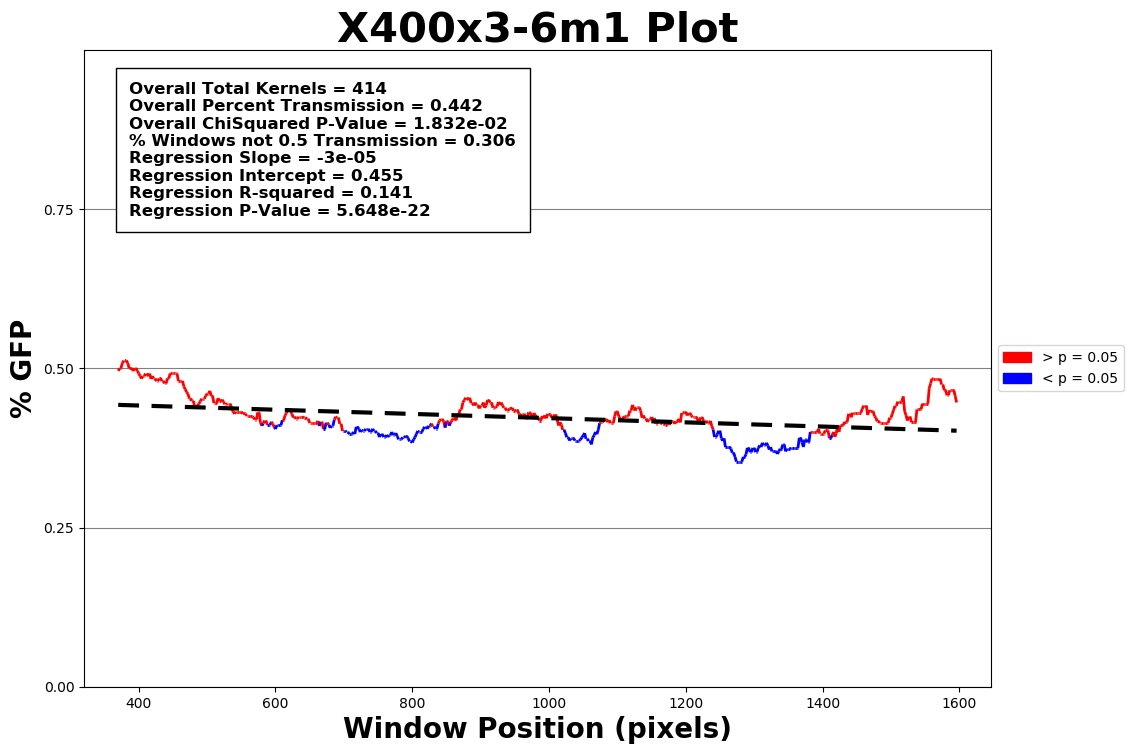 X400x3-6m1 Plot
Overall Total Kernels = 414
Overall Percent Transmission = 0.442
Overall ChiSquared P-Value = 1.832e-02
% Windows not 0.5 Transmission = 0.306
Regression Slope = -3e-05
Regression Intercept = 0.455
Regression R-squared = 0.141
Regression P-Value = 5.648e-22
% GFP
0.75
0.50
0.25
0.00
> p = 0.05
< p = 0.05
400 600 800 1000 1200 1400 1600
Window Position (pixels)